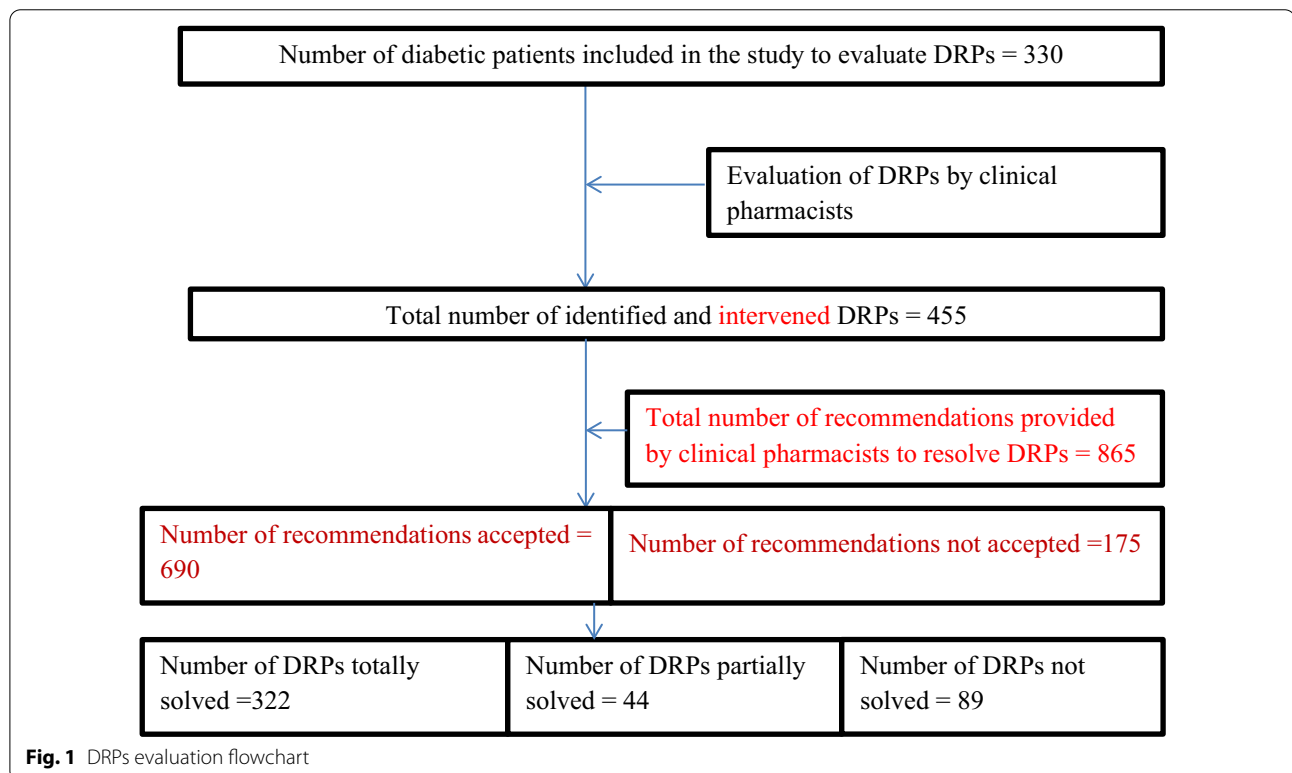 Number of diabetic patients included in the study to evaluate DRPs = 330
Evaluation of DRPs by clinical
pharmacists
Total number of identified and intervened DRPs = 455
Total number of recommendations provided
by clinical pharmacists to resolve DRPs = 865
Number of recommendations accepted =
690
Number of recommendations not accepted =175
Number of DRPs totally
solved =322
Number of DRPs partially
solved = 44
Number of DRPs not
solved = 89
Fig. 1 DRPs evaluation flowchart